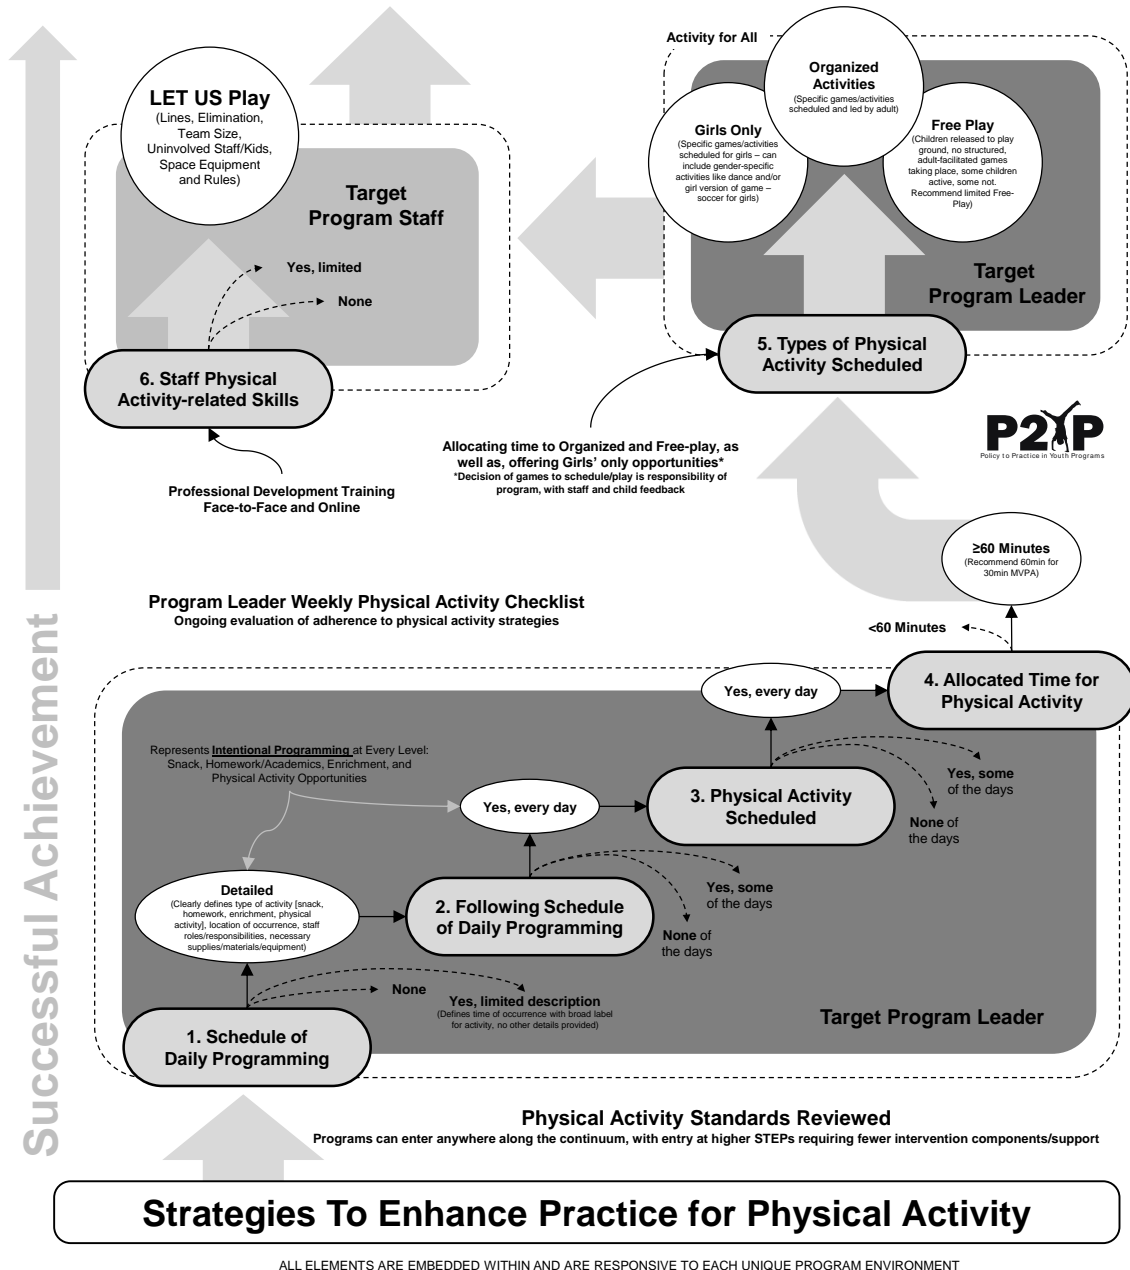 Activity for All
LET US Play
(Lines, Elimination,
Team Size,
Uninvolved Staff/Kids,
Space Equipment
and Rules)
Target
Program Staff
Yes, limited
None
6. Staff Physical
Activity-related Skills
Professional Development Training
Face-to-Face and Online
Organized
Activities
(Specific games/activities
scheduled and led by adult)
Girls Only
(Specific games/activities
scheduled for girls – can
include gender-specific
activities like dance and/or
girl version of game –
soccer for girls)
Free Play
(Children released to play
ground, no structured,
adult-facilitated games
taking place, some children
active, some not.
Recommend limited Free-
Play)
Target
Program Leader
5. Types of Physical
Activity Scheduled
Allocating time to Organized and Free-play, as
well as, offering Girls' only opportunities*
*Decision of games to schedule/play is responsibility of
program, with staff and child feedback
P2YP
Policy to Practice in Youth Programs
≥60 Minutes
(Recommend 60min for
30min MVPA)
<60 Minutes
Program Leader Weekly Physical Activity Checklist
Ongoing evaluation of adherence to physical activity strategies
4. Allocated Time for
Physical Activity
Yes, every day
Represents Intentional Programming at Every Level:
Snack, Homework/Academics, Enrichment, and
Physical Activity Opportunities
3. Physical Activity
Scheduled
Yes, some
of the days
None of
the days
Yes, every day
Detailed
(Clearly defines type of activity [snack,
homework, enrichment, physical
activity], location of occurrence, staff
roles/responsibilities, necessary
supplies/materials/equipment)
2. Following Schedule
of Daily Programming
Yes, some
of the days
None of
the days
None
Yes, limited description
(Defines time of occurrence with broad label
for activity, no other details provided)
1. Schedule of
Daily Programming
Target Program Leader
Successful Achievement
Physical Activity Standards Reviewed
Programs can enter anywhere along the continuum, with entry at higher STEPs requiring fewer intervention components/support
Strategies To Enhance Practice for Physical Activity
ALL ELEMENTS ARE EMBEDDED WITHIN AND ARE RESPONSIVE TO EACH UNIQUE PROGRAM ENVIRONMENT